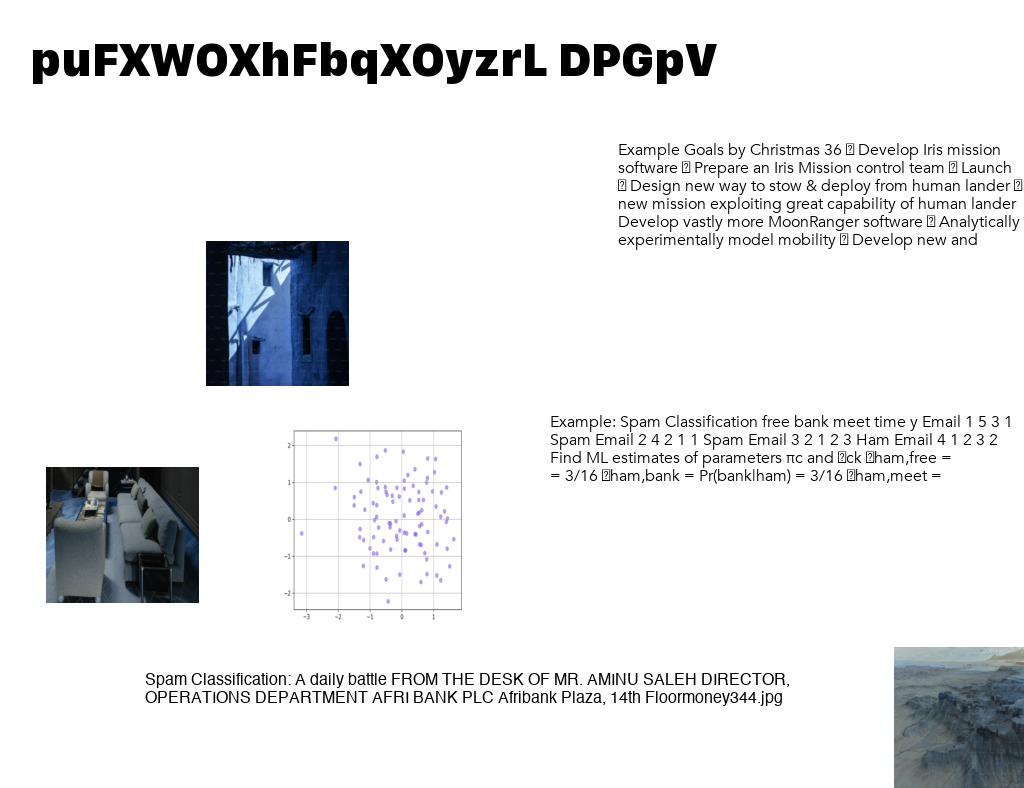 puFXWOXhFbqXOyzrL DPGpV
Example Goals by Christmas 36 � Develop Iris mission
software � Prepare an Iris Mission control team � Launch
� Design new way to stow & deploy from human lander �
new mission exploiting great capability of human lander
Develop vastly more MoonRanger software � Analytically
experimentally model mobility � Develop new and
Example: Spam Classification free bank meet time y Email 1 5 3 1
Spam Email 2 4 2 1 1 Spam Email 3 2 1 2 3 Ham Email 4 1 2 3 2
Find ML estimates of parameters πc and �ck �ham,free =
= 3/16 �ham,bank = Pr(bank|ham) = 3/16 �ham,meet =
2
1
0
−1
−2
−3 −2 −1 0 1
Spam Classification: A daily battle FROM THE DESK OF MR. AMINU SALEH DIRECTOR,
OPERATIONS DEPARTMENT AFRI BANK PLC Afribank Plaza, 14th Floormoney344.jpg